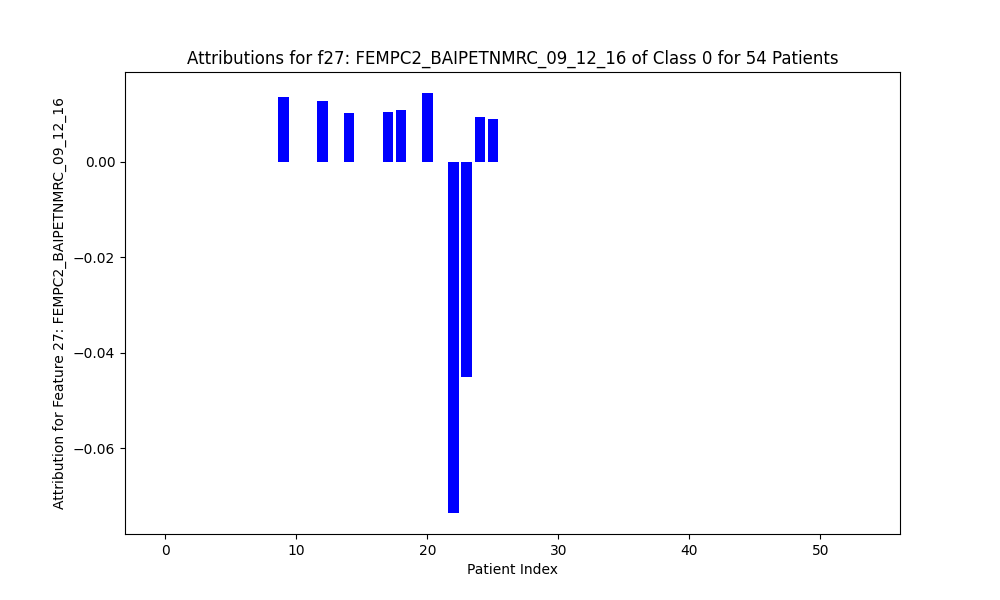 Attributions for f27: FEMPC2_BAIPETNMRC_09_12_16 of Class 0 for 54 Patients
Attribution for Feature 27: FEMPC2_BAIPETNMRC_09_12_16
0.00
−0.02
−0.04
−0.06
0 10 20 30 40 50
Patient Index